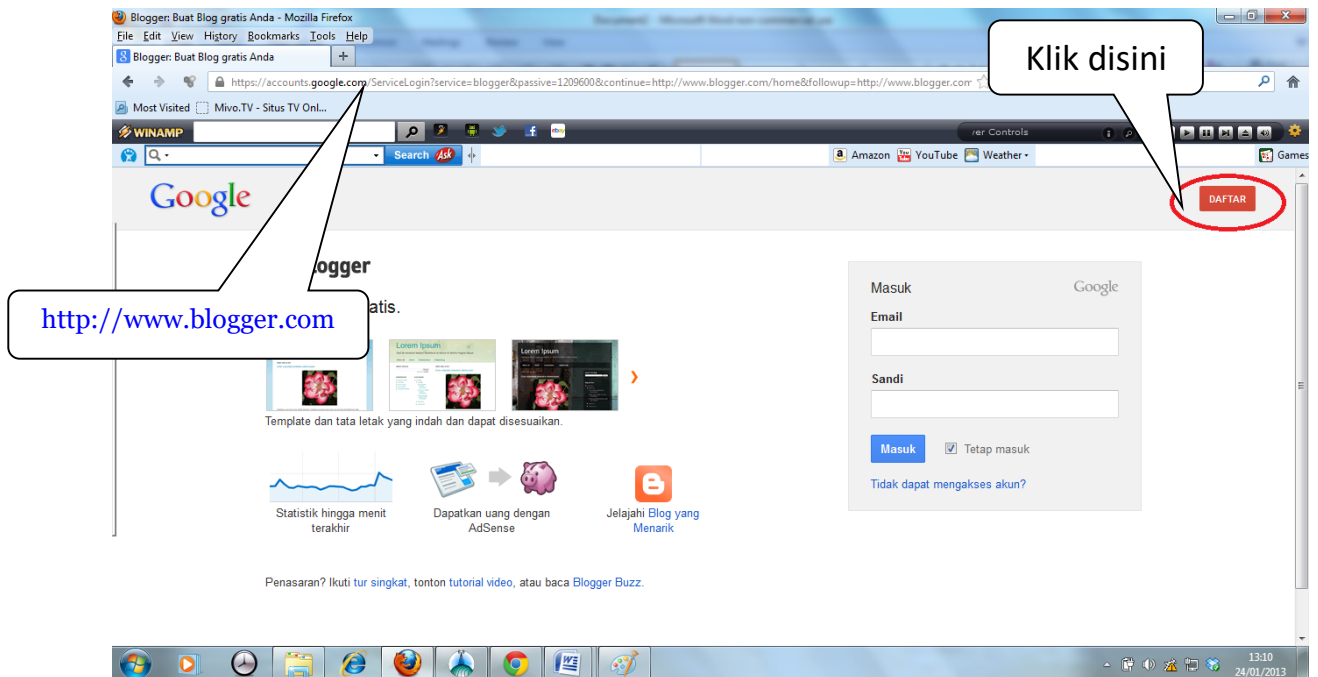 Blogger: Buat Blog gratis Anda - Mozilla Firefox
File Edit View History Bookmarks Tools Help
Klik disini
Blogger: Buat Blog gratis Anda
https://accounts.google.com/ServiceLogin?service=blogger&passive=1209600&continue=http://www.blogger.com/home&followup=http://www.blogger.com
Most Visited Mivo.TV - Situs TV Onl...
WINAMP
Controls
Search Ask
Amazon YouTube Weather
Games
Google
DAFTAR
http://www.blogger.com
Masuk Google
Email
Sandi
Masuk Tetap masuk
Tidak dapat mengakses akun?
Lorem Ipsum
Lorem Ipsum
Template dan tata letak yang indah dan dapat disesuaikan.
Statistik hingga menit
terakhir
Dapatkan uang dengan
AdSense
Jelajahi Blog yang
Menarik
Penasaran? Ikuti tur singkat, tonton tutorial video, atau baca Blogger Buzz.
13:10
24/01/2013